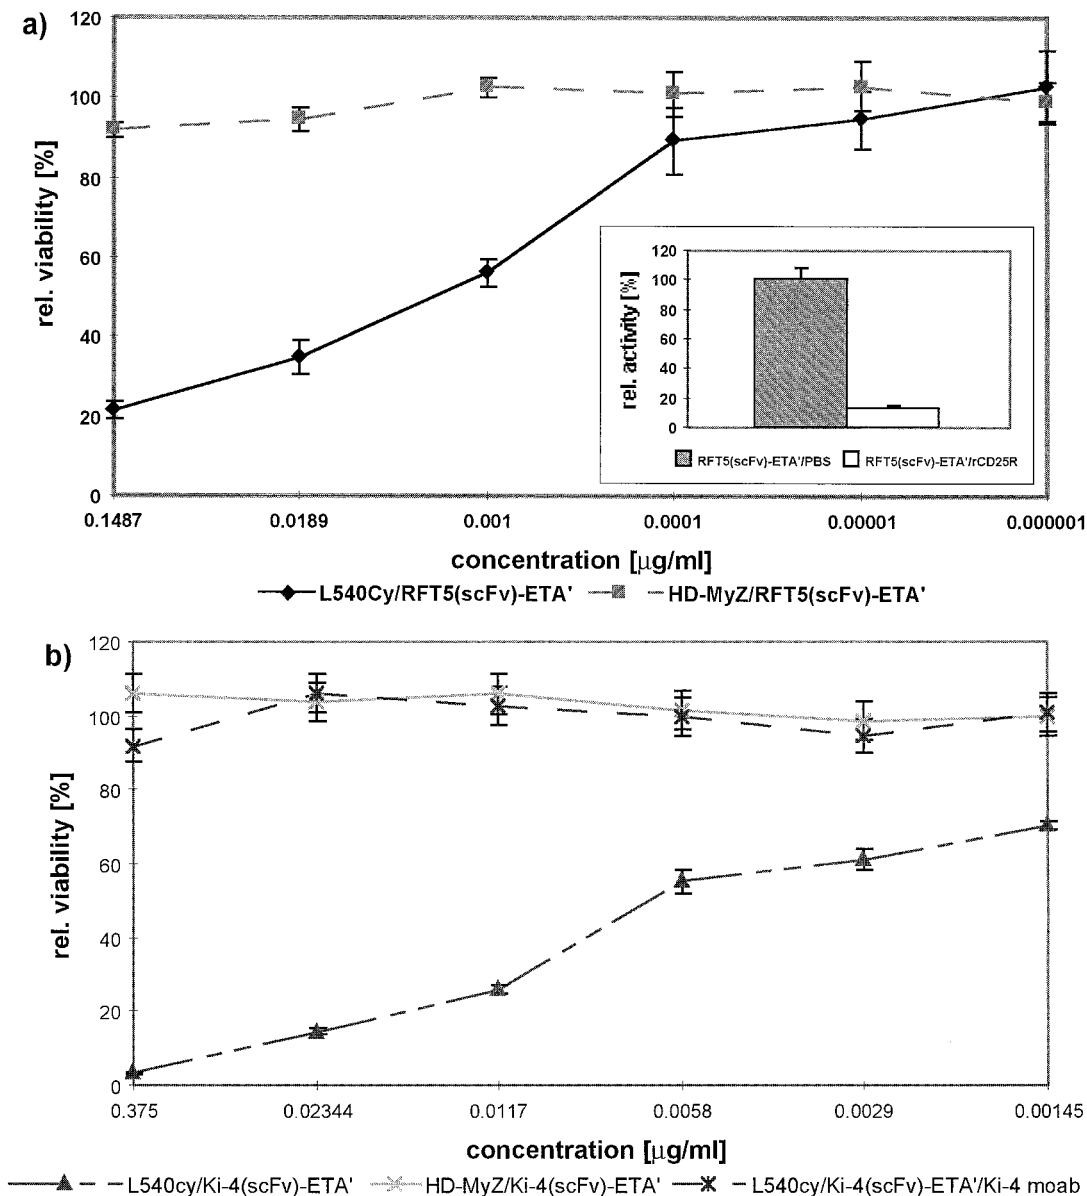 a)
120
100
80
60
40
20
0
rel. viability [%]
120
100
80
60
40
20
0
rel. activity [%]
RFT5(scFv)-ETA'/PBS RFT5(scFv)-ETA'/rCD25R
0.1487 0.0189 0.001 0.0001 0.00001 0.000001
concentration [µg/ml]
L540Cy/RFT5(scFv)-ETA' HD-MyZ/RFT5(scFv)-ETA'
b)
120
100
80
60
40
20
0
rel. viability [%]
0.375 0.02344 0.0117 0.0058 0.0029 0.00145
concentration [µg/ml]
L540cy/Ki-4(scFv)-ETA' HD-MyZ/Ki-4(scFv)-ETA' L540cy/Ki-4(scFv)-ETA'/Ki-4 moab